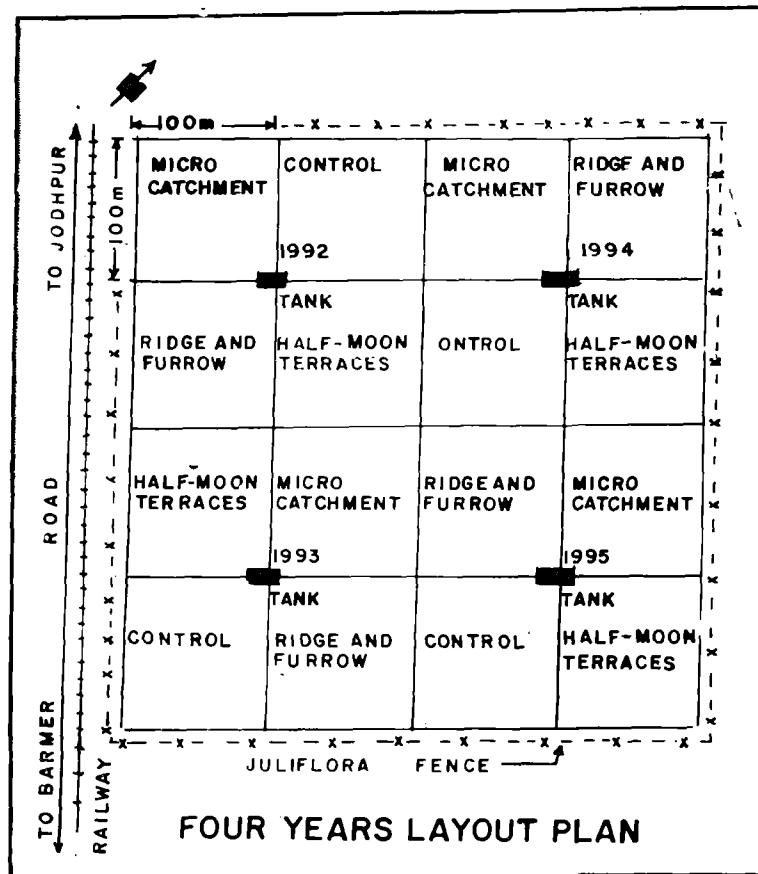 100m
100m
MICRO
CATCHMENT
CONTROL
MICRO
CATCHMENT
RIDGE AND
FURROW
1992
TANK
1994
TANK
RIDGE AND
FURROW
HALF-MOON
TERRACES
ONTROL
HALF-MOON
TERRACES
HALF-MOON
TERRACES
MICRO
CATCHMENT
RIDGE AND
FURROW
MICRO
CATCHMENT
1993
TANK
1995
TANK
CONTROL
RIDGE AND
FURROW
CONTROL
HALF-MOON
TERRACES
TO JODHPUR
ROAD
TO BARMER
RAILWAY
JULIFLORA FENCE
FOUR YEARS LAYOUT PLAN